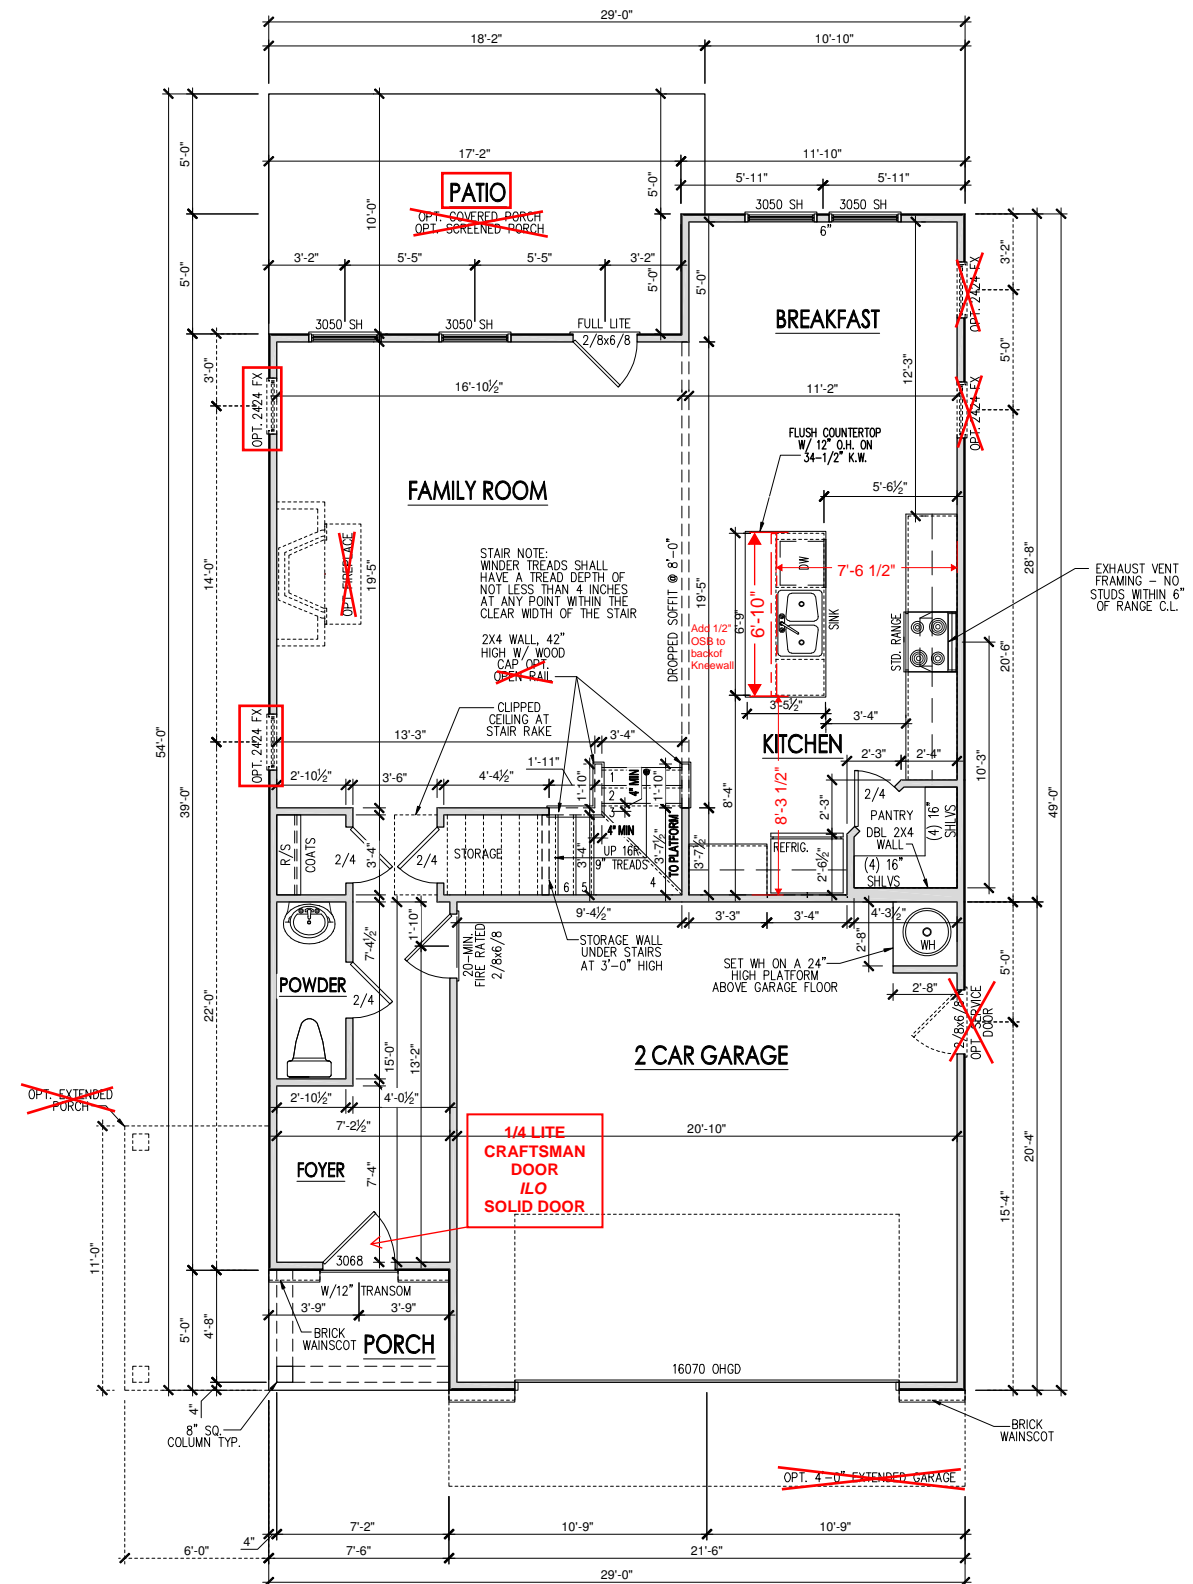 29'-0"
18'-2"
10'-10"
5'-0"
10'-0"
5'-0"
17'-2"
11'-10"
5'-11"
5'-11"
PATIO
OPT. COVERED PORCH
OPT. SCREENED PORCH
3050 SH
3050 SH
6"
3'-2"
5'-5"
5'-5"
3'-2"
5'-0"
5'-0"
5'-0"
3'-2"
OPT. 2424 FX
3050 SH
3050 SH
FULL LITE
2/8x6/8
BREAKFAST
12'-3"
5'-0"
3'-0"
OPT. 2424 FX
16'-10½"
11'-2"
OPT. 2424 FX
FLUSH COUNTERTOP
W/ 12" O.H. ON
34-1/2" K.W.
FAMILY ROOM
5'-6½"
STAIR NOTE:
WINDER TREADS SHALL
HAVE A TREAD DEPTH OF
NOT LESS THAN 4 INCHES
AT ANY POINT WITHIN THE
CLEAR WIDTH OF THE STAIR
OPT. FIREPLACE
19'-5"
14'-0"
DROPPED SOFFIT @ 8'-0"
19'-5"
6'-9"
6'-10"
DW
7'-6 1/2"
SINK
STD. RANGE
EXHAUST VENT
FRAMING - NO
STUDS WITHIN 6"
OF RANGE C.L.
28'-8"
20'-6"
Add 1/2"
OSB to
backof
Kneewall
2X4 WALL, 42"
HIGH W/ WOOD
CAP OPT.
OPEN RAIL
3'-5½"
3'-4"
CLIPPED
CEILING AT
STAIR RAKE
OPT. 2424 FX
54'-0"
39'-0"
13'-3"
3'-4"
KITCHEN
2'-3"
2'-4"
10'-3"
49'-0"
2'-10½"
3'-6"
4'-4½"
1'-11"
1'-10"
1
2
3
4" MIN
1'-10"
8'-4"
8'-3 1/2"
2'-3"
2/4
PANTRY
DBL 2X4
WALL
(4) 16"
SHLVS
(4) 16"
SHLVS
R/S
COATS
2/4
3'-4"
2/4
STORAGE
3'-4"
4" MIN
UP 16R
9" TREADS
6
5
4
3'-7½"
TO PLATFORM
3'-7½"
REFRIG.
2'-6½"
9'-4½"
3'-3"
3'-4"
4'-3½"
7'-4½"
1'-10"
20-MIN.
FIRE RATED
2/8x6/8
STORAGE WALL
UNDER STAIRS
AT 3'-0" HIGH
2'-8"
WH
SET WH ON A 24"
HIGH PLATFORM
ABOVE GARAGE FLOOR
5'-0"
POWDER
2/4
2'-8"
2/8x6/8
OPT. SERVICE
DOOR
22'-0"
15'-0"
13'-2"
2 CAR GARAGE
OPT. EXTENDED
PORCH
2'-10½"
4'-0½"
7'-2½"
20'-10"
20'-4"
1/4 LITE
CRAFTSMAN
DOOR
ILO
SOLID DOOR
FOYER
7'-4"
15'-4"
11'-0"
3068
W/12" TRANSOM
3'-9"
3'-9"
5'-0"
4'-8"
BRICK
WAINSCOT
PORCH
16070 OHGD
4"
8" SQ.
COLUMN TYP.
BRICK
WAINSCOT
OPT. 4'-0" EXTENDED GARAGE
4"
7'-2"
10'-9"
10'-9"
6'-0"
7'-6"
21'-6"
29'-0"